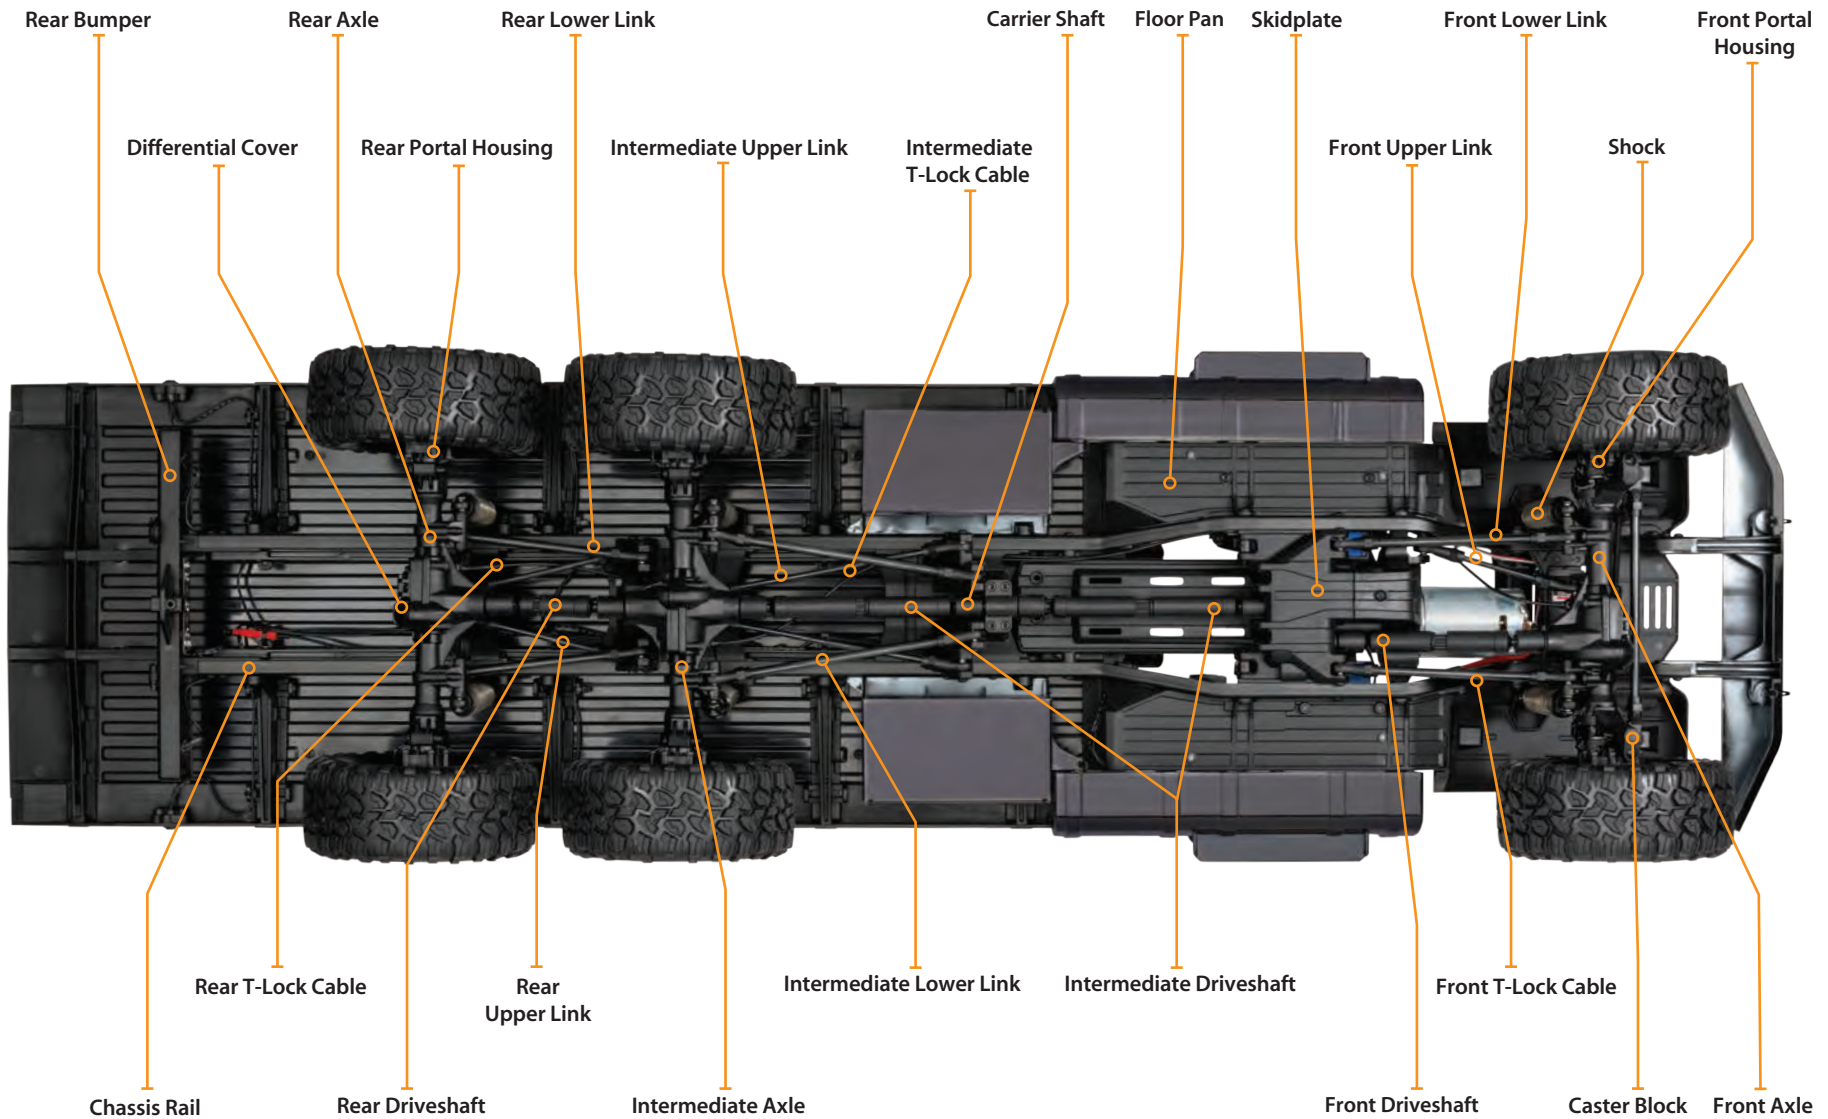 Rear Bumper
Rear Axle
Rear Lower Link
Carrier Shaft
Floor Pan
Skidplate
Front Lower Link
Front Portal
Housing
Differential Cover
Rear Portal Housing
Intermediate Upper Link
Intermediate
T-Lock Cable
Front Upper Link
Shock
Rear T-Lock Cable
Rear
Upper Link
Intermediate Lower Link
Intermediate Driveshaft
Front T-Lock Cable
Chassis Rail
Rear Driveshaft
Intermediate Axle
Front Driveshaft
Caster Block
Front Axle